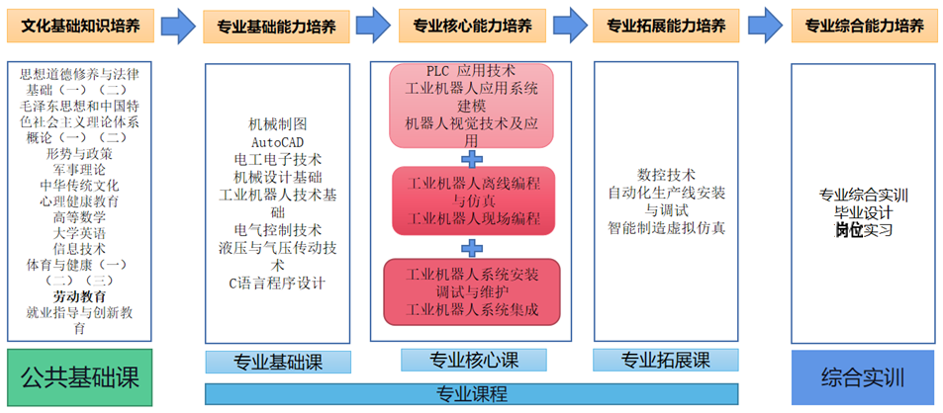 文化基础知识培养
专业基础能力培养
专业核心能力培养
专业拓展能力培养
专业综合能力培养
思想道德修养与法律
基础（一）（二）
毛泽东思想和中国特
色社会主义理论体系
概论（一）（二）
形势与政策
军事理论
中华传统文化
心理健康教育
高等数学
大学英语
信息技术
体育与健康（一）
（二）（三）
劳动教育
就业指导与创新教
育
机械制图
AutoCAD
电工电子技术
机械设计基础
工业机器人技术基
础
电气控制技术
液压与气压传动技
术
C语言程序设计
PLC 应用技术
工业机器人应用系统
建模
机器人视觉技术及应
用
工业机器人离线编程
与仿真
工业机器人现场编程
工业机器人系统安装
调试与维护
工业机器人系统集成
数控技术
自动化生产线安装
与调试
智能制造虚拟仿真
专业综合实训
毕业设计
岗位实习
公共基础课
专业基础课
专业核心课
专业拓展课
综合实训
专业课程